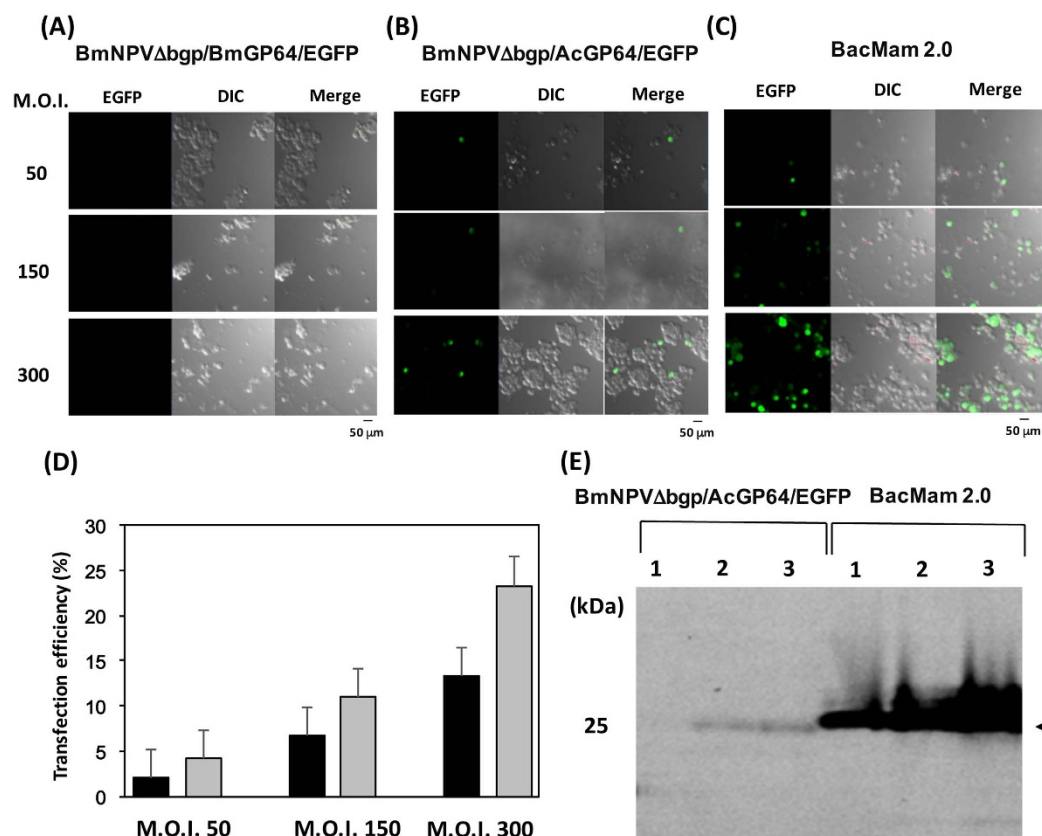 (A)
BmNPVΔbgp/BmGP64/EGFP
(B)
BmNPVΔbgp/AcGP64/EGFP
(C)
BacMam 2.0
M.O.I.
EGFP DIC Merge
EGFP DIC Merge
EGFP DIC Merge
50
150
300
50 μm
50 μm
50 μm
(D)
Transfection efficiency (%)
30
25
20
15
10
5
0
M.O.I. 50 M.O.I. 150 M.O.I. 300
(E)
BmNPVΔbgp/AcGP64/EGFP BacMam 2.0
1 2 3 1 2 3
(kDa)
25